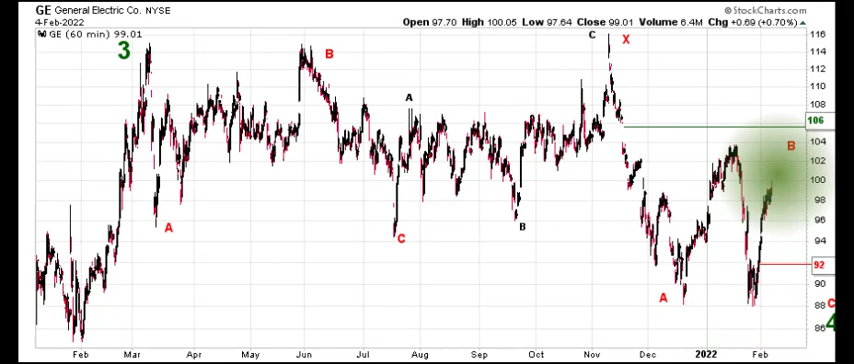 GE General Electric Co. NYSE
© StockCharts.com
4-Feb-2022
Open 97.70 High 100.05 Low 97.64 Close 99.01 Volume 6.4M Chg +0.69 (+0.70%)
GE (60 min) 99.01
3
A
B
C
A
B
C
X
A
B
C
4
116
114
112
110
108
106
104
102
100
98
96
94
92
90
88
86
Feb Mar Apr May Jun Jul Aug Sep Oct Nov Dec 2022 Feb